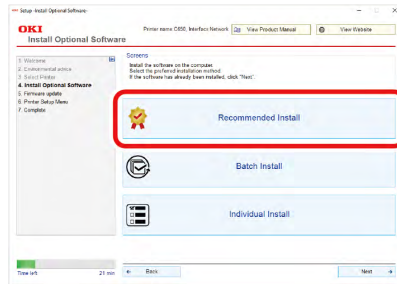 Setup -Install Optional Software-
OKI
Install Optional Software
Printer name C650, Interface Network
View Product Manual
View Website
1. Welcome
2. Environmental advice
3. Select Printer
4. Install Optional Software
5. Firmware update
6. Printer Setup Menu
7. Complete
Screens
Install the software on the computer.
Select the preferred installation method.
If the software has already been installed, click "Next".
Recommended Install
Batch Install
Individual Install
Time left
21 min
Back
Next